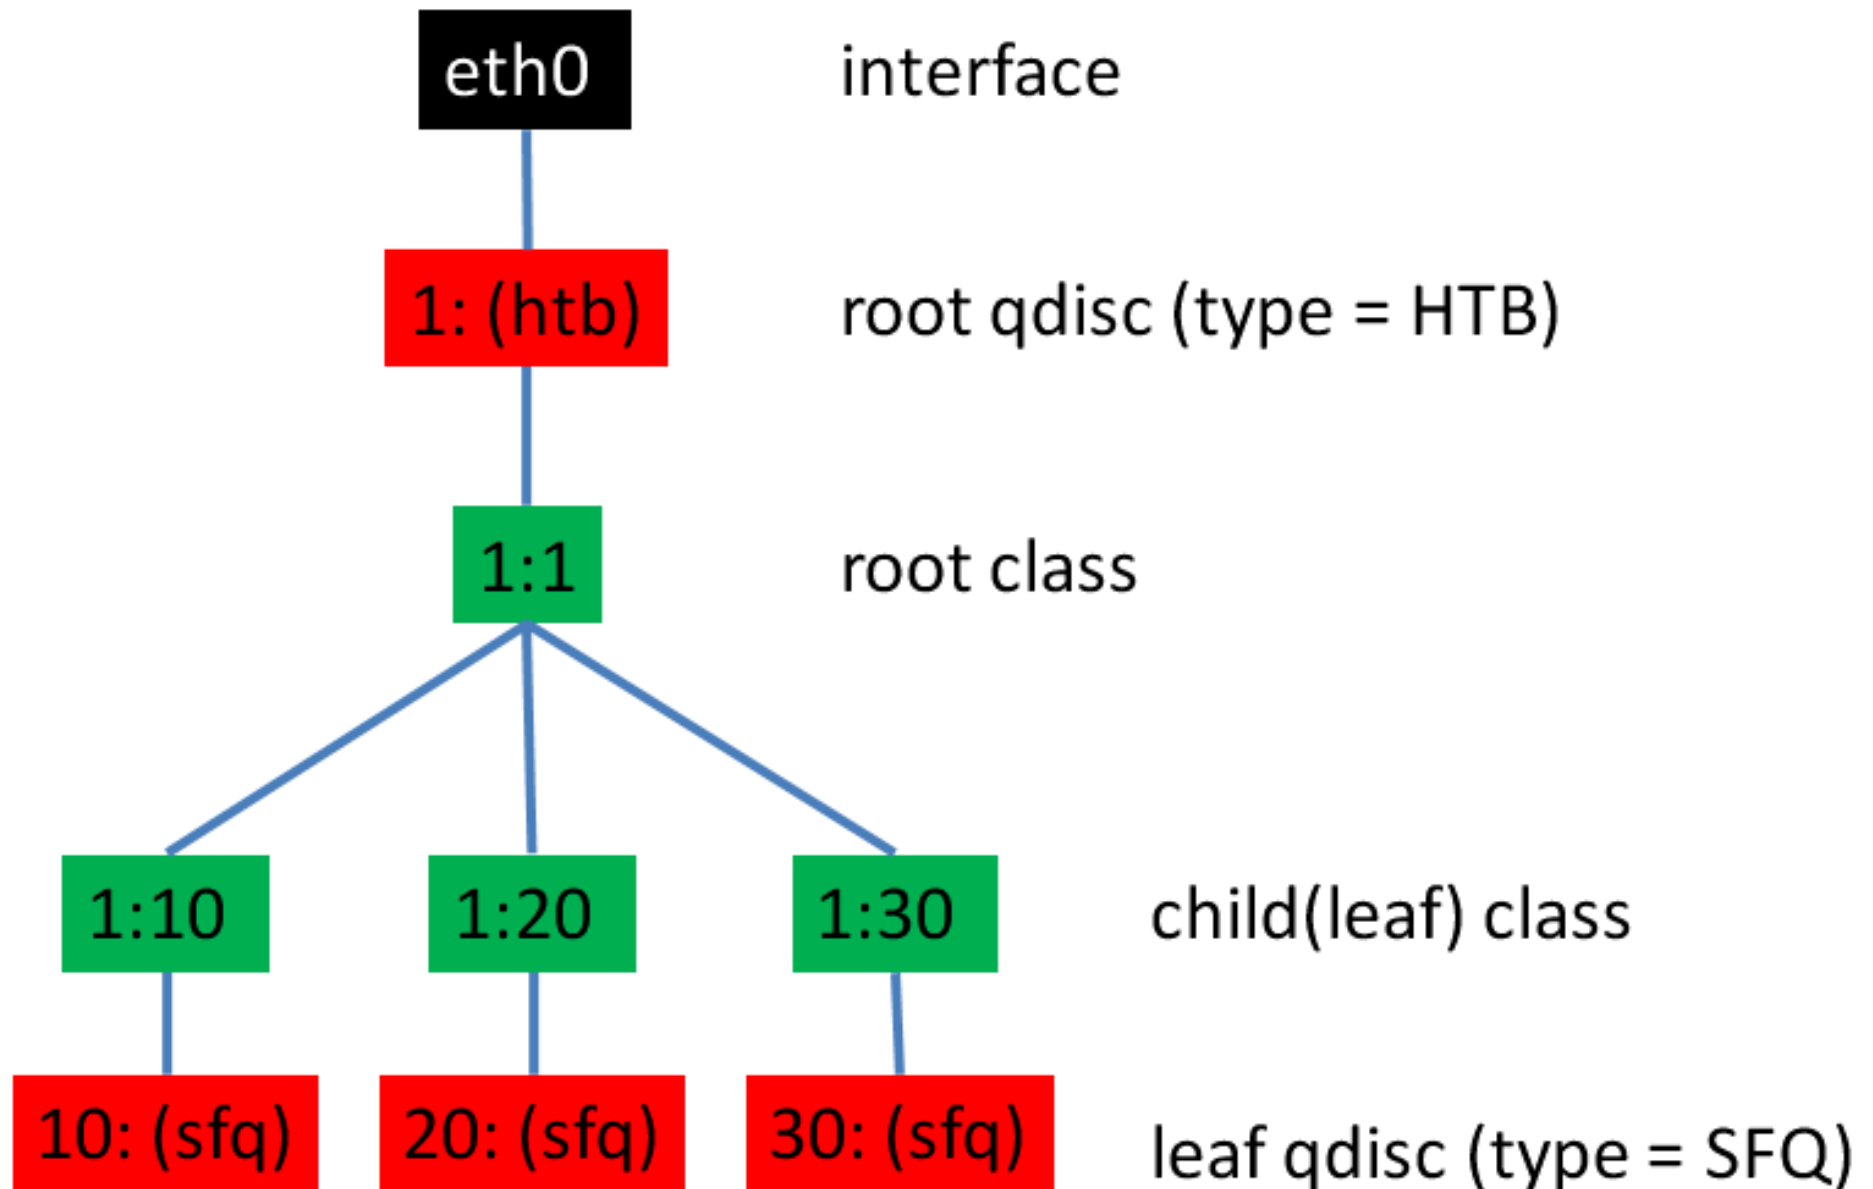 eth0 interface
1: (htb) root qdisc (type = HTB)
1:1 root class
1:10 1:20 1:30 child(leaf) class
10: (sfq) 20: (sfq) 30: (sfq) leaf qdisc (type = SFQ)